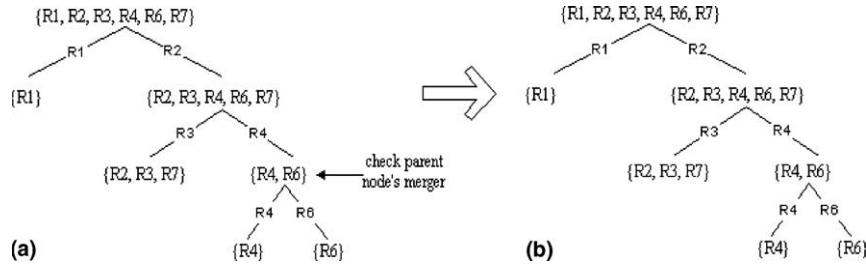 {R1, R2, R3, R4, R6, R7}
R1 R2
{R1} {R2, R3, R4, R6, R7}
R3 R4
{R2, R3, R7} {R4, R6}
check parent
node's merger
R4 R6
{R4} {R6}
(a)
{R1, R2, R3, R4, R6, R7}
R1 R2
{R1} {R2, R3, R4, R6, R7}
R3 R4
{R2, R3, R7} {R4, R6}
R4 R6
{R4} {R6}
(b)